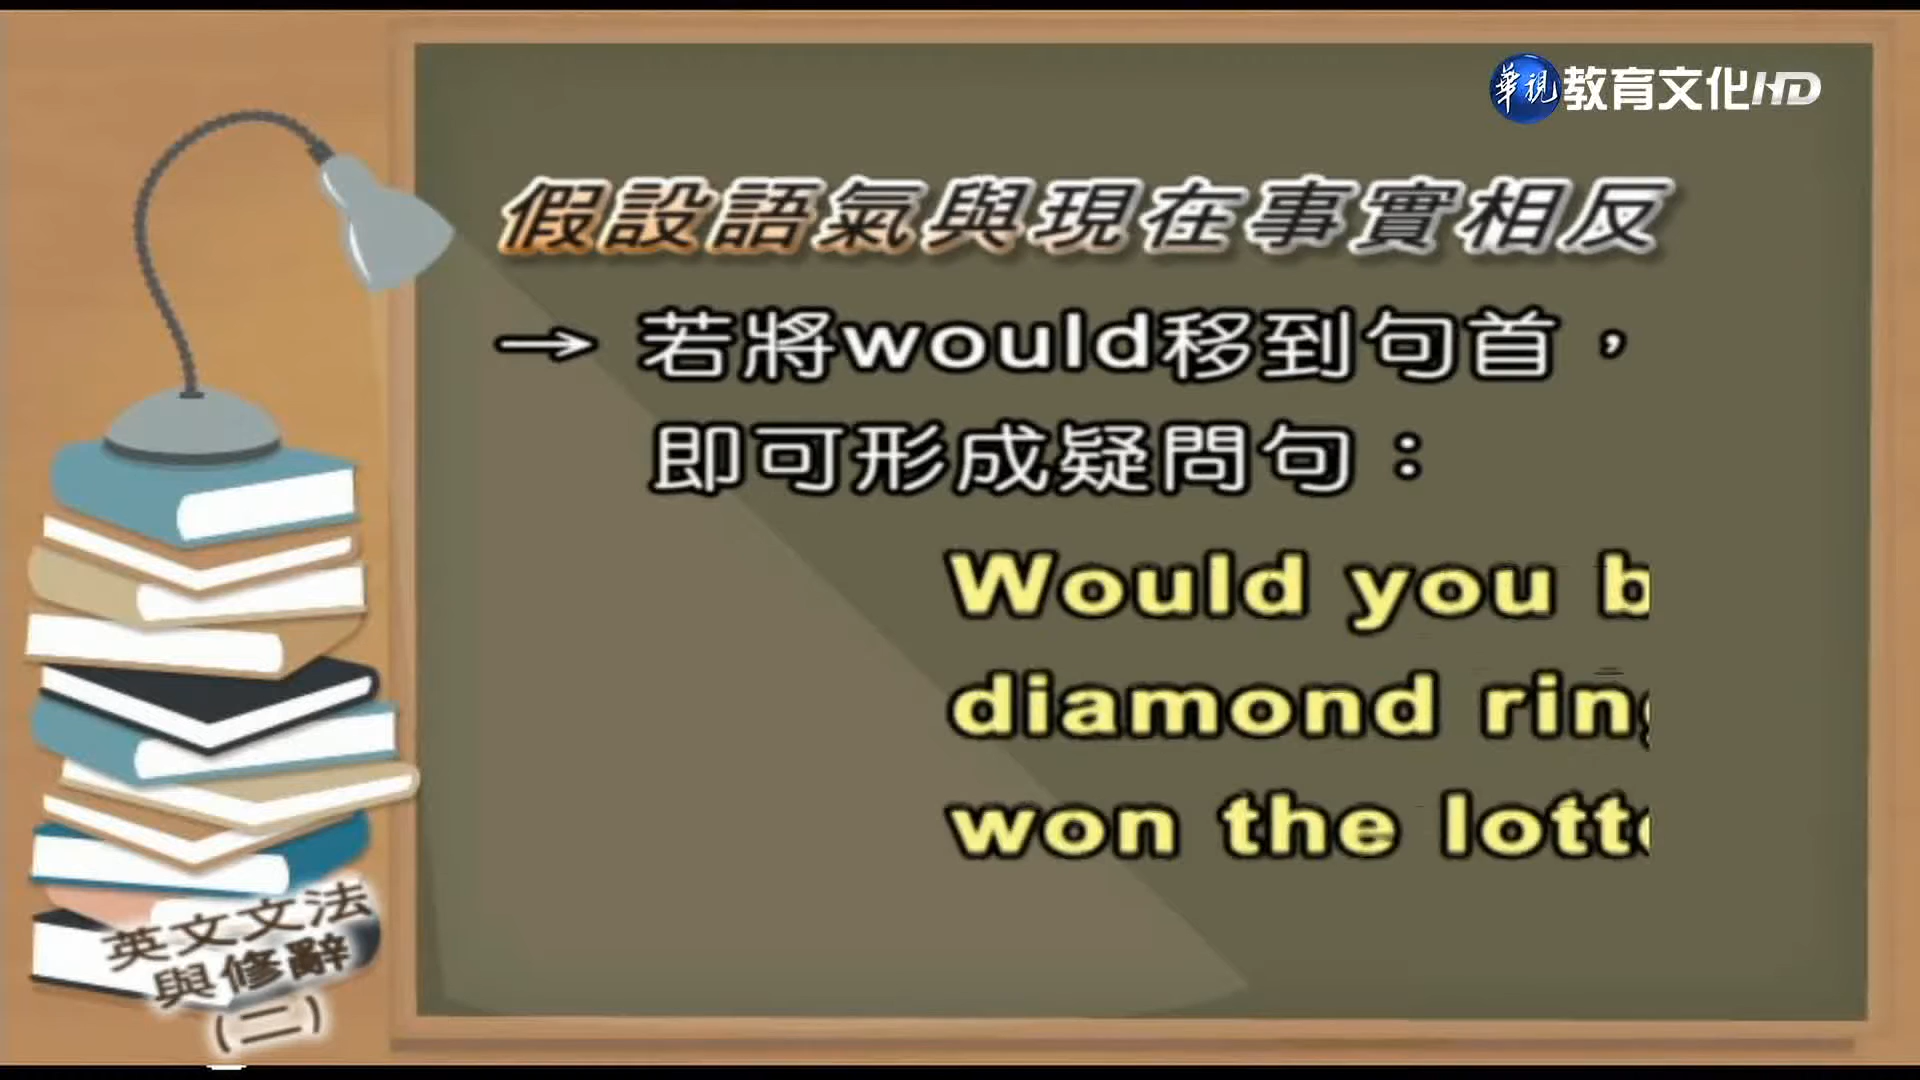 華視教育文化HD
假設語氣與現在事實相反
→ 若將would移到句首，
即可形成疑問句：
Would you b
diamond rin
won the lott
英文文法
與修辭
(二)